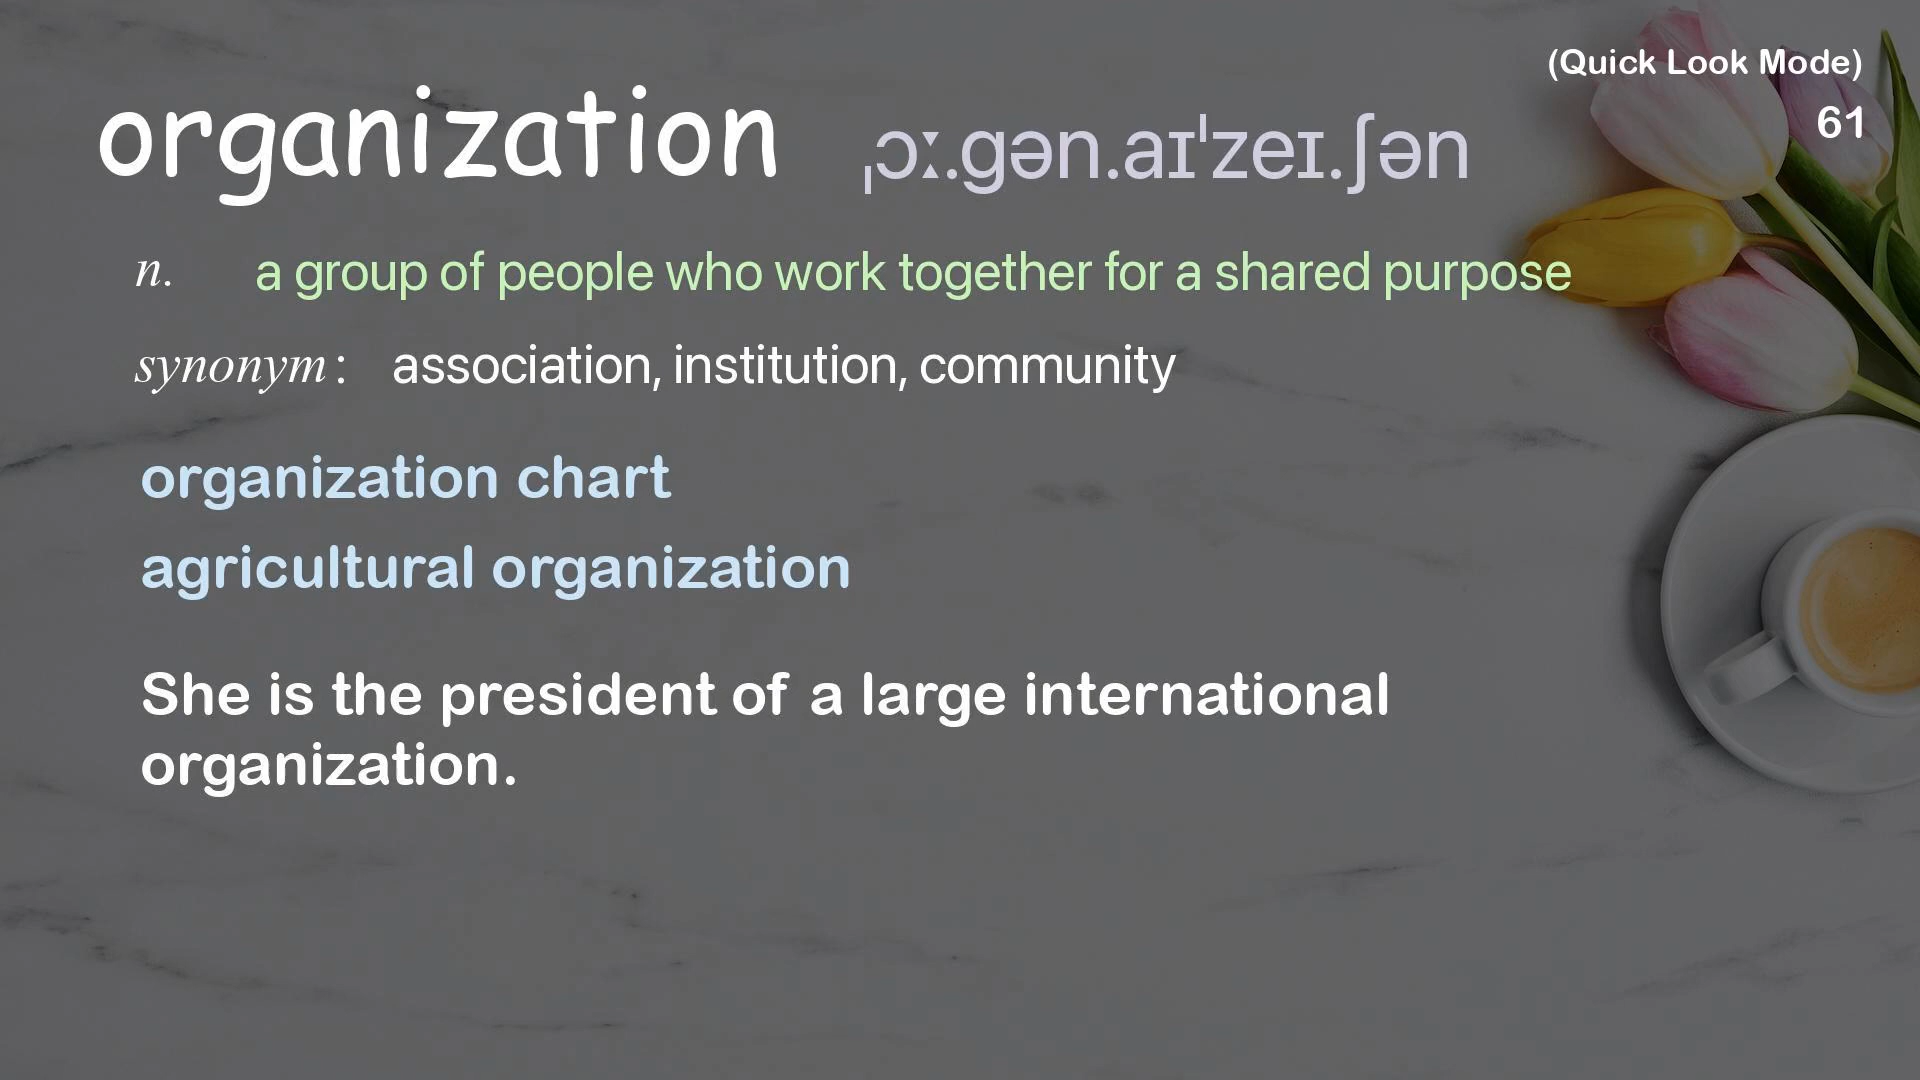 (Quick Look Mode)
61
organization ˌɔː.gən.aɪˈzeɪ.ʃən
n. a group of people who work together for a shared purpose
synonym : association, institution, community
organization chart
agricultural organization
She is the president of a large international
organization.